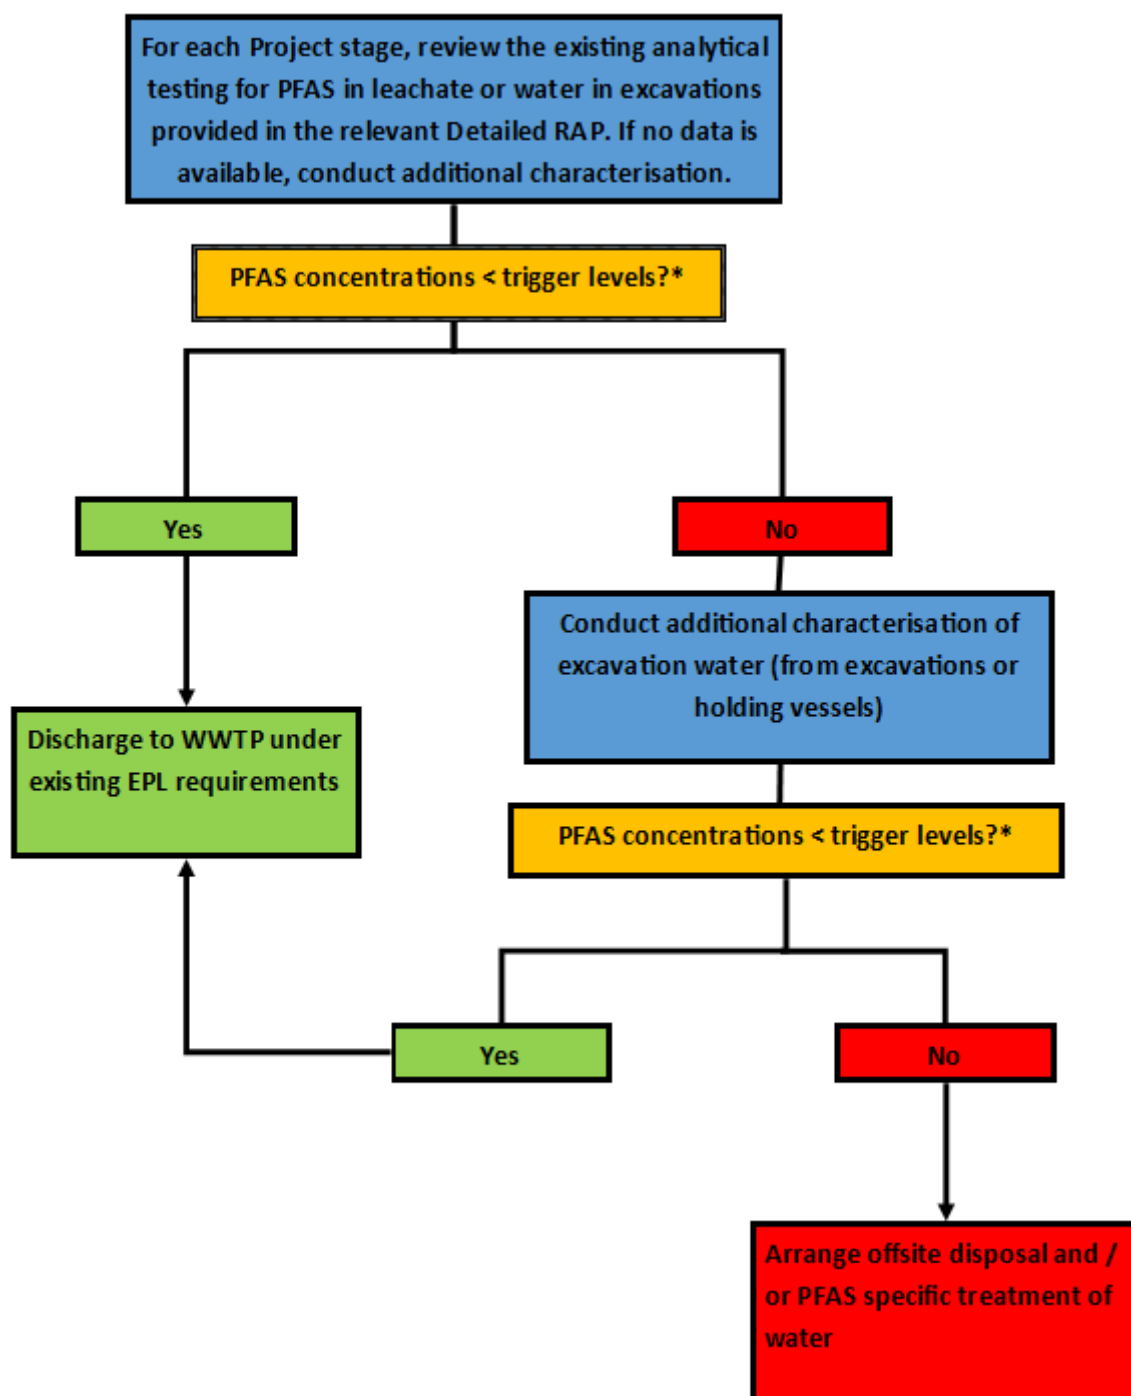 For each Project stage, review the existing analytical
testing for PFAS in leachate or water in excavations
provided in the relevant Detailed RAP. If no data is
available, conduct additional characterisation.
PFAS concentrations < trigger levels?*
Yes
No
Conduct additional characterisation of
excavation water (from excavations or
holding vessels)
Discharge to WWTP under
existing EPL requirements
PFAS concentrations < trigger levels?*
Yes
No
Arrange offsite disposal and /
or PFAS specific treatment of
water